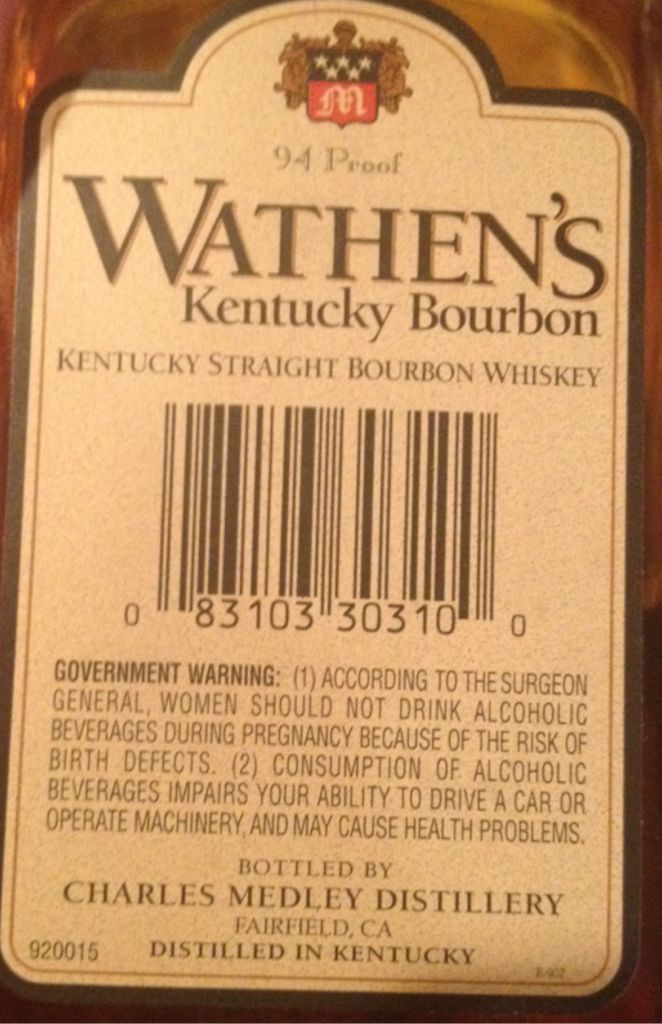 M
94 Proof
WATHEN'S
Kentucky Bourbon
KENTUCKY STRAIGHT BOURBON WHISKEY
0 83103 30310 0
GOVERNMENT WARNING: (1) ACCORDING TO THE SURGEON
GENERAL, WOMEN SHOULD NOT DRINK ALCOHOLIC
BEVERAGES DURING PREGNANCY BECAUSE OF THE RISK OF
BIRTH DEFECTS. (2) CONSUMPTION OF ALCOHOLIC
BEVERAGES IMPAIRS YOUR ABILITY TO DRIVE A CAR OR
OPERATE MACHINERY, AND MAY CAUSE HEALTH PROBLEMS.
BOTTLED BY
CHARLES MEDLEY DISTILLERY
FAIRFIELD, CA
920015 DISTILLED IN KENTUCKY